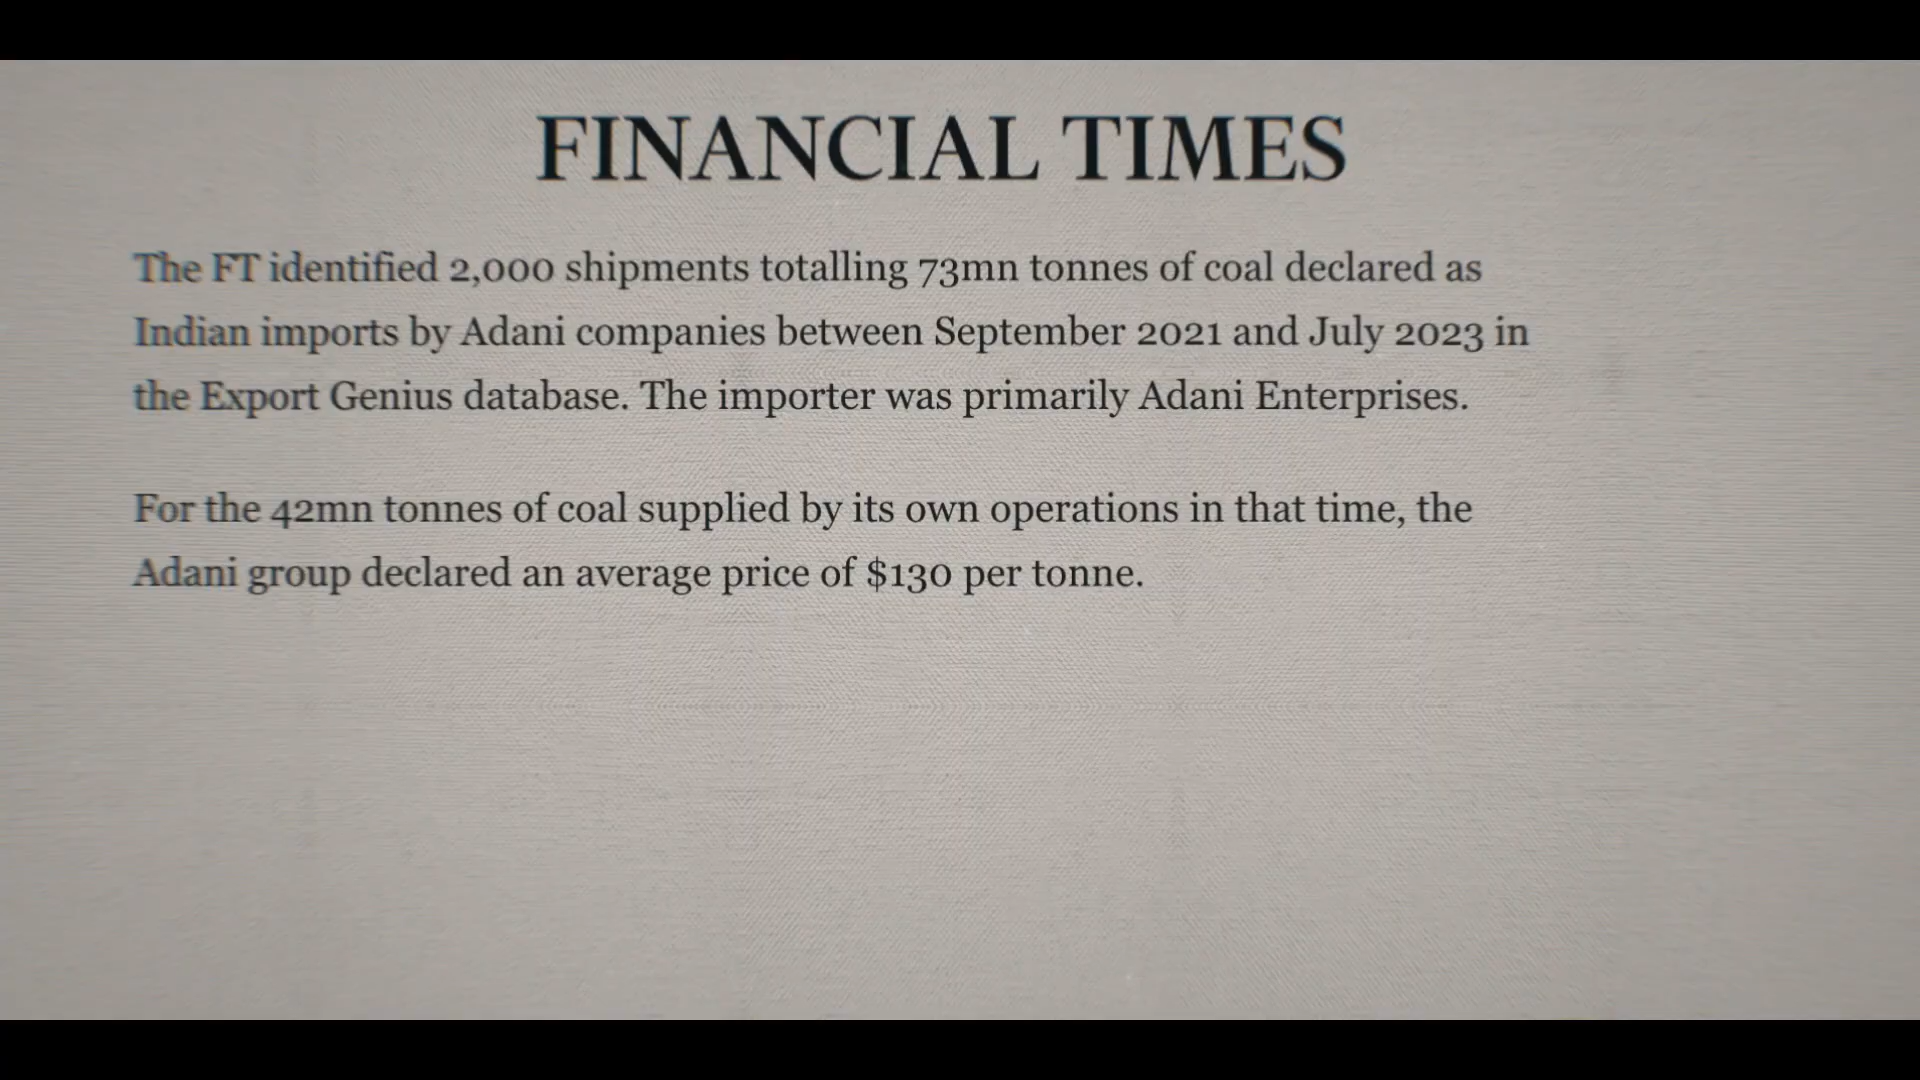 FINANCIAL TIMES
The FT identified 2,000 shipments totalling 73mn tonnes of coal declared as
Indian imports by Adani companies between September 2021 and July 2023 in
the Export Genius database. The importer was primarily Adani Enterprises.
For the 42mn tonnes of coal supplied by its own operations in that time, the
Adani group declared an average price of $130 per tonne.